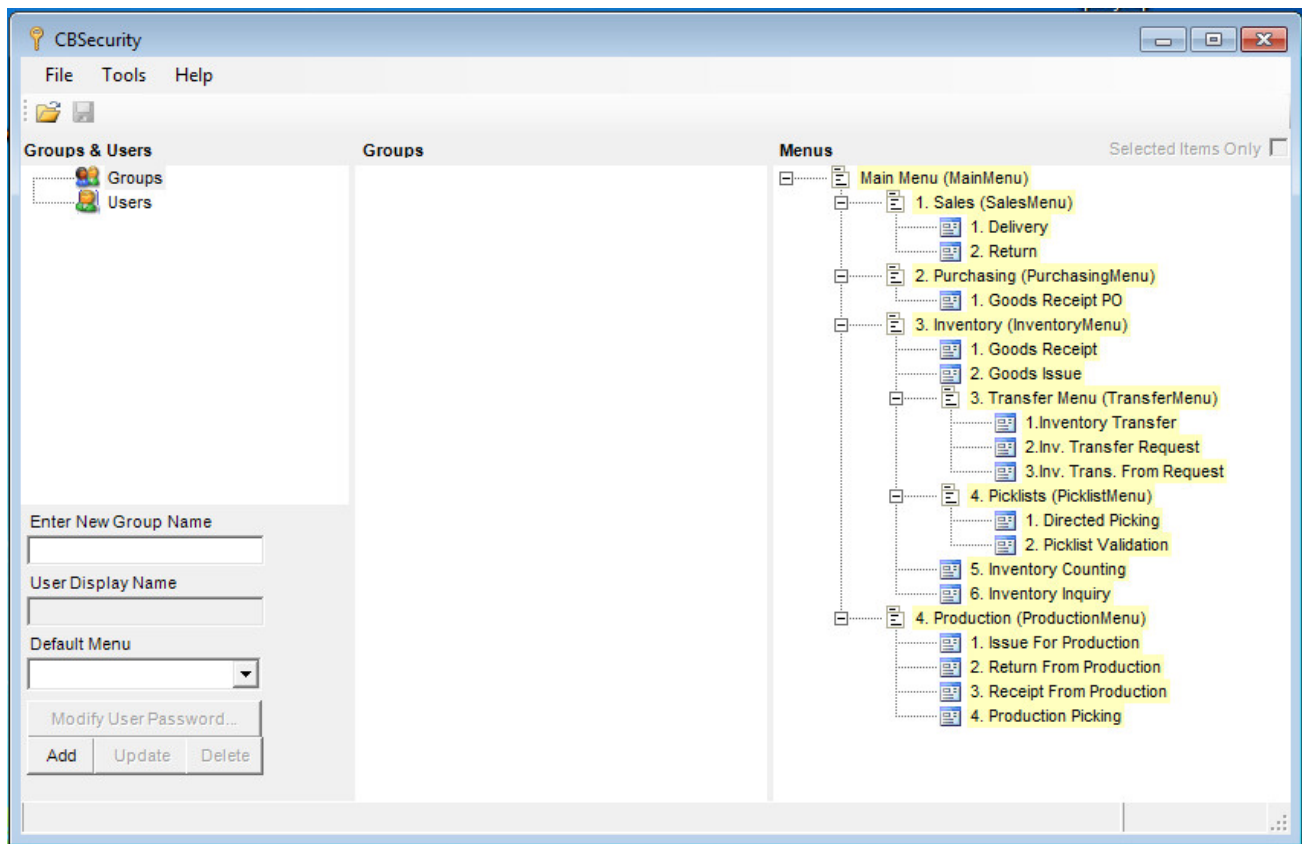 CBSecurity
File Tools Help
Groups & Users
Groups
Users
Enter New Group Name
User Display Name
Default Menu
Modify User Password...
Add Update Delete
Groups
Menus
Selected Items Only
Main Menu (MainMenu)
1. Sales (SalesMenu)
1. Delivery
2. Return
2. Purchasing (PurchasingMenu)
1. Goods Receipt PO
3. Inventory (InventoryMenu)
1. Goods Receipt
2. Goods Issue
3. Transfer Menu (TransferMenu)
1.Inventory Transfer
2.Inv. Transfer Request
3.Inv. Trans. From Request
4. Picklists (PicklistMenu)
1. Directed Picking
2. Picklist Validation
5. Inventory Counting
6. Inventory Inquiry
4. Production (ProductionMenu)
1. Issue For Production
2. Return From Production
3. Receipt From Production
4. Production Picking